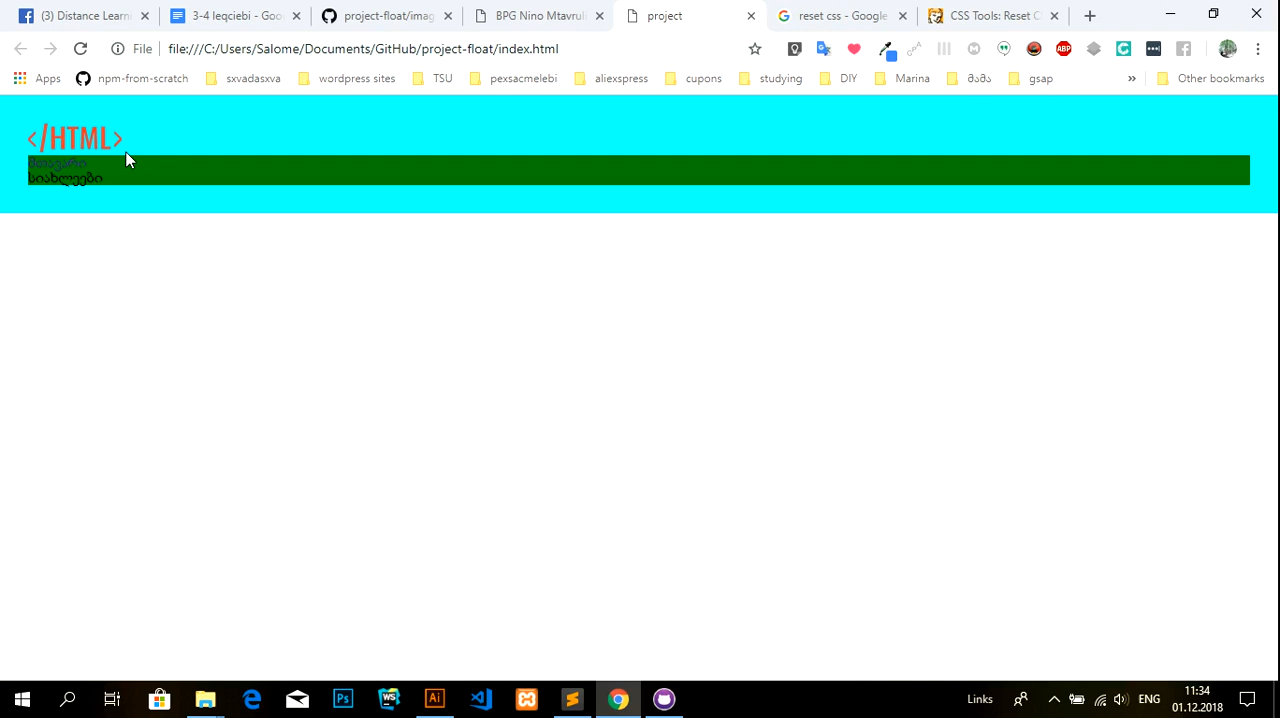 (3) Distance Learni
3-4 leqciebi - Goo
project-float/imag
BPG Nino Mtavruli
project
reset css - Google
CSS Tools: Reset C
File
file:///C:/Users/Salome/Documents/GitHub/project-float/index.html
Apps
npm-from-scratch
sxvadasxva
wordpress sites
TSU
pexsacmelebi
aliexspress
cupons
studying
DIY
Marina
მამა
gsap
»
Other bookmarks
</HTML>
მთავარი
სიახლეები
Links
ENG
11:34
01.12.2018